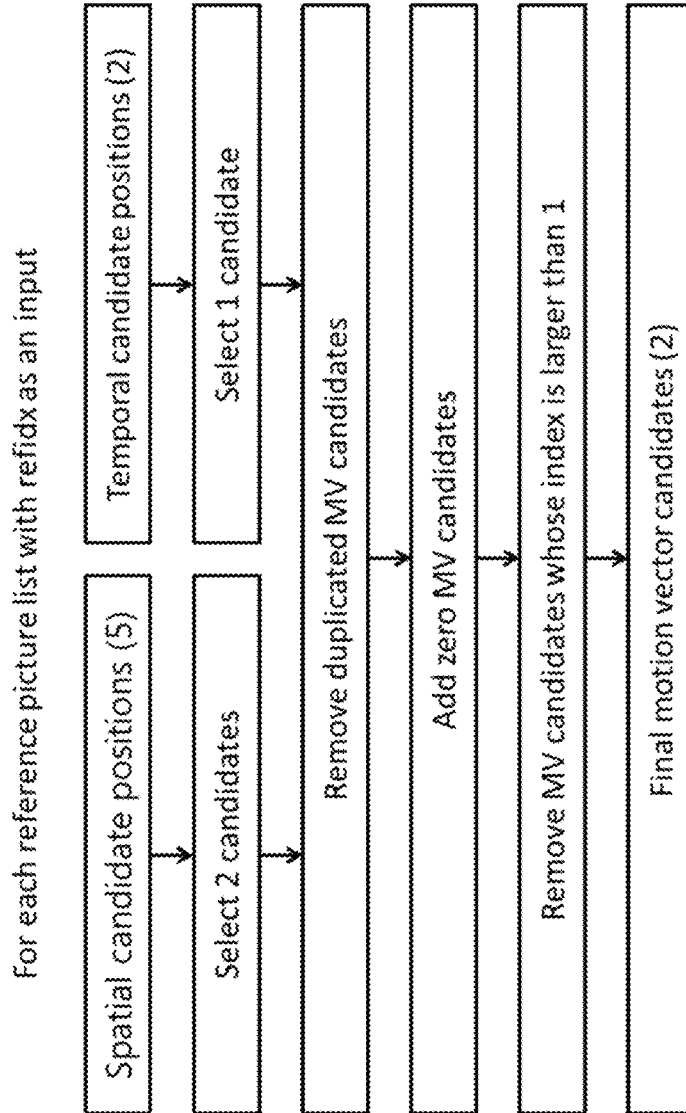 For each reference picture list with refidx as an input
Spatial candidate positions (5)
Temporal candidate positions (2)
Select 2 candidates
Select 1 candidate
Remove duplicated MV candidates
Add zero MV candidates
Remove MV candidates whose index is larger than 1
Final motion vector candidates (2)